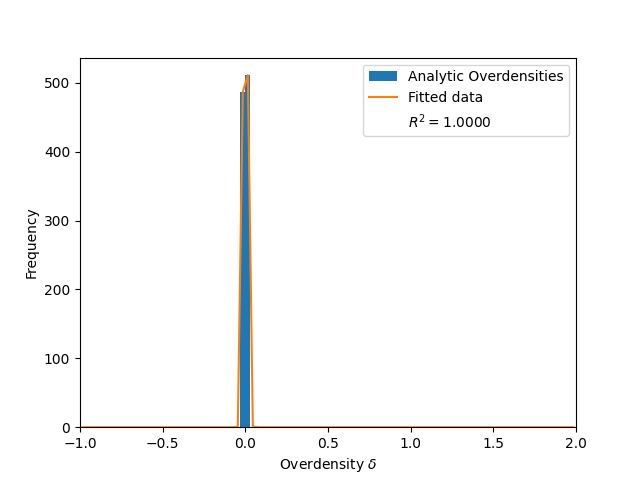 Analytic Overdensities
Fitted data
R² = 1.0000
500
400
300
200
100
0
Frequency
−1.0 −0.5 0.0 0.5 1.0 1.5 2.0
Overdensity δ